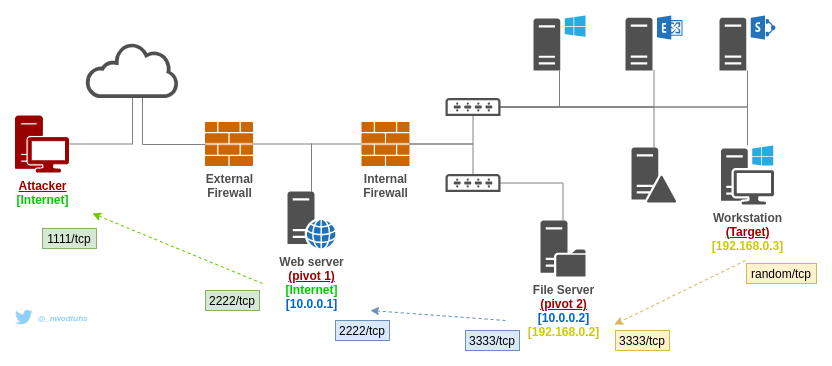 Attacker
[Internet]
1111/tcp
External
Firewall
2222/tcp
Web server
(pivot 1)
[Internet]
[10.0.0.1]
Internal
Firewall
2222/tcp
3333/tcp
File Server
(pivot 2)
[10.0.0.2]
[192.168.0.2]
3333/tcp
E
S
Workstation
(Target)
[192.168.0.3]
random/tcp
@_nwodtuhs